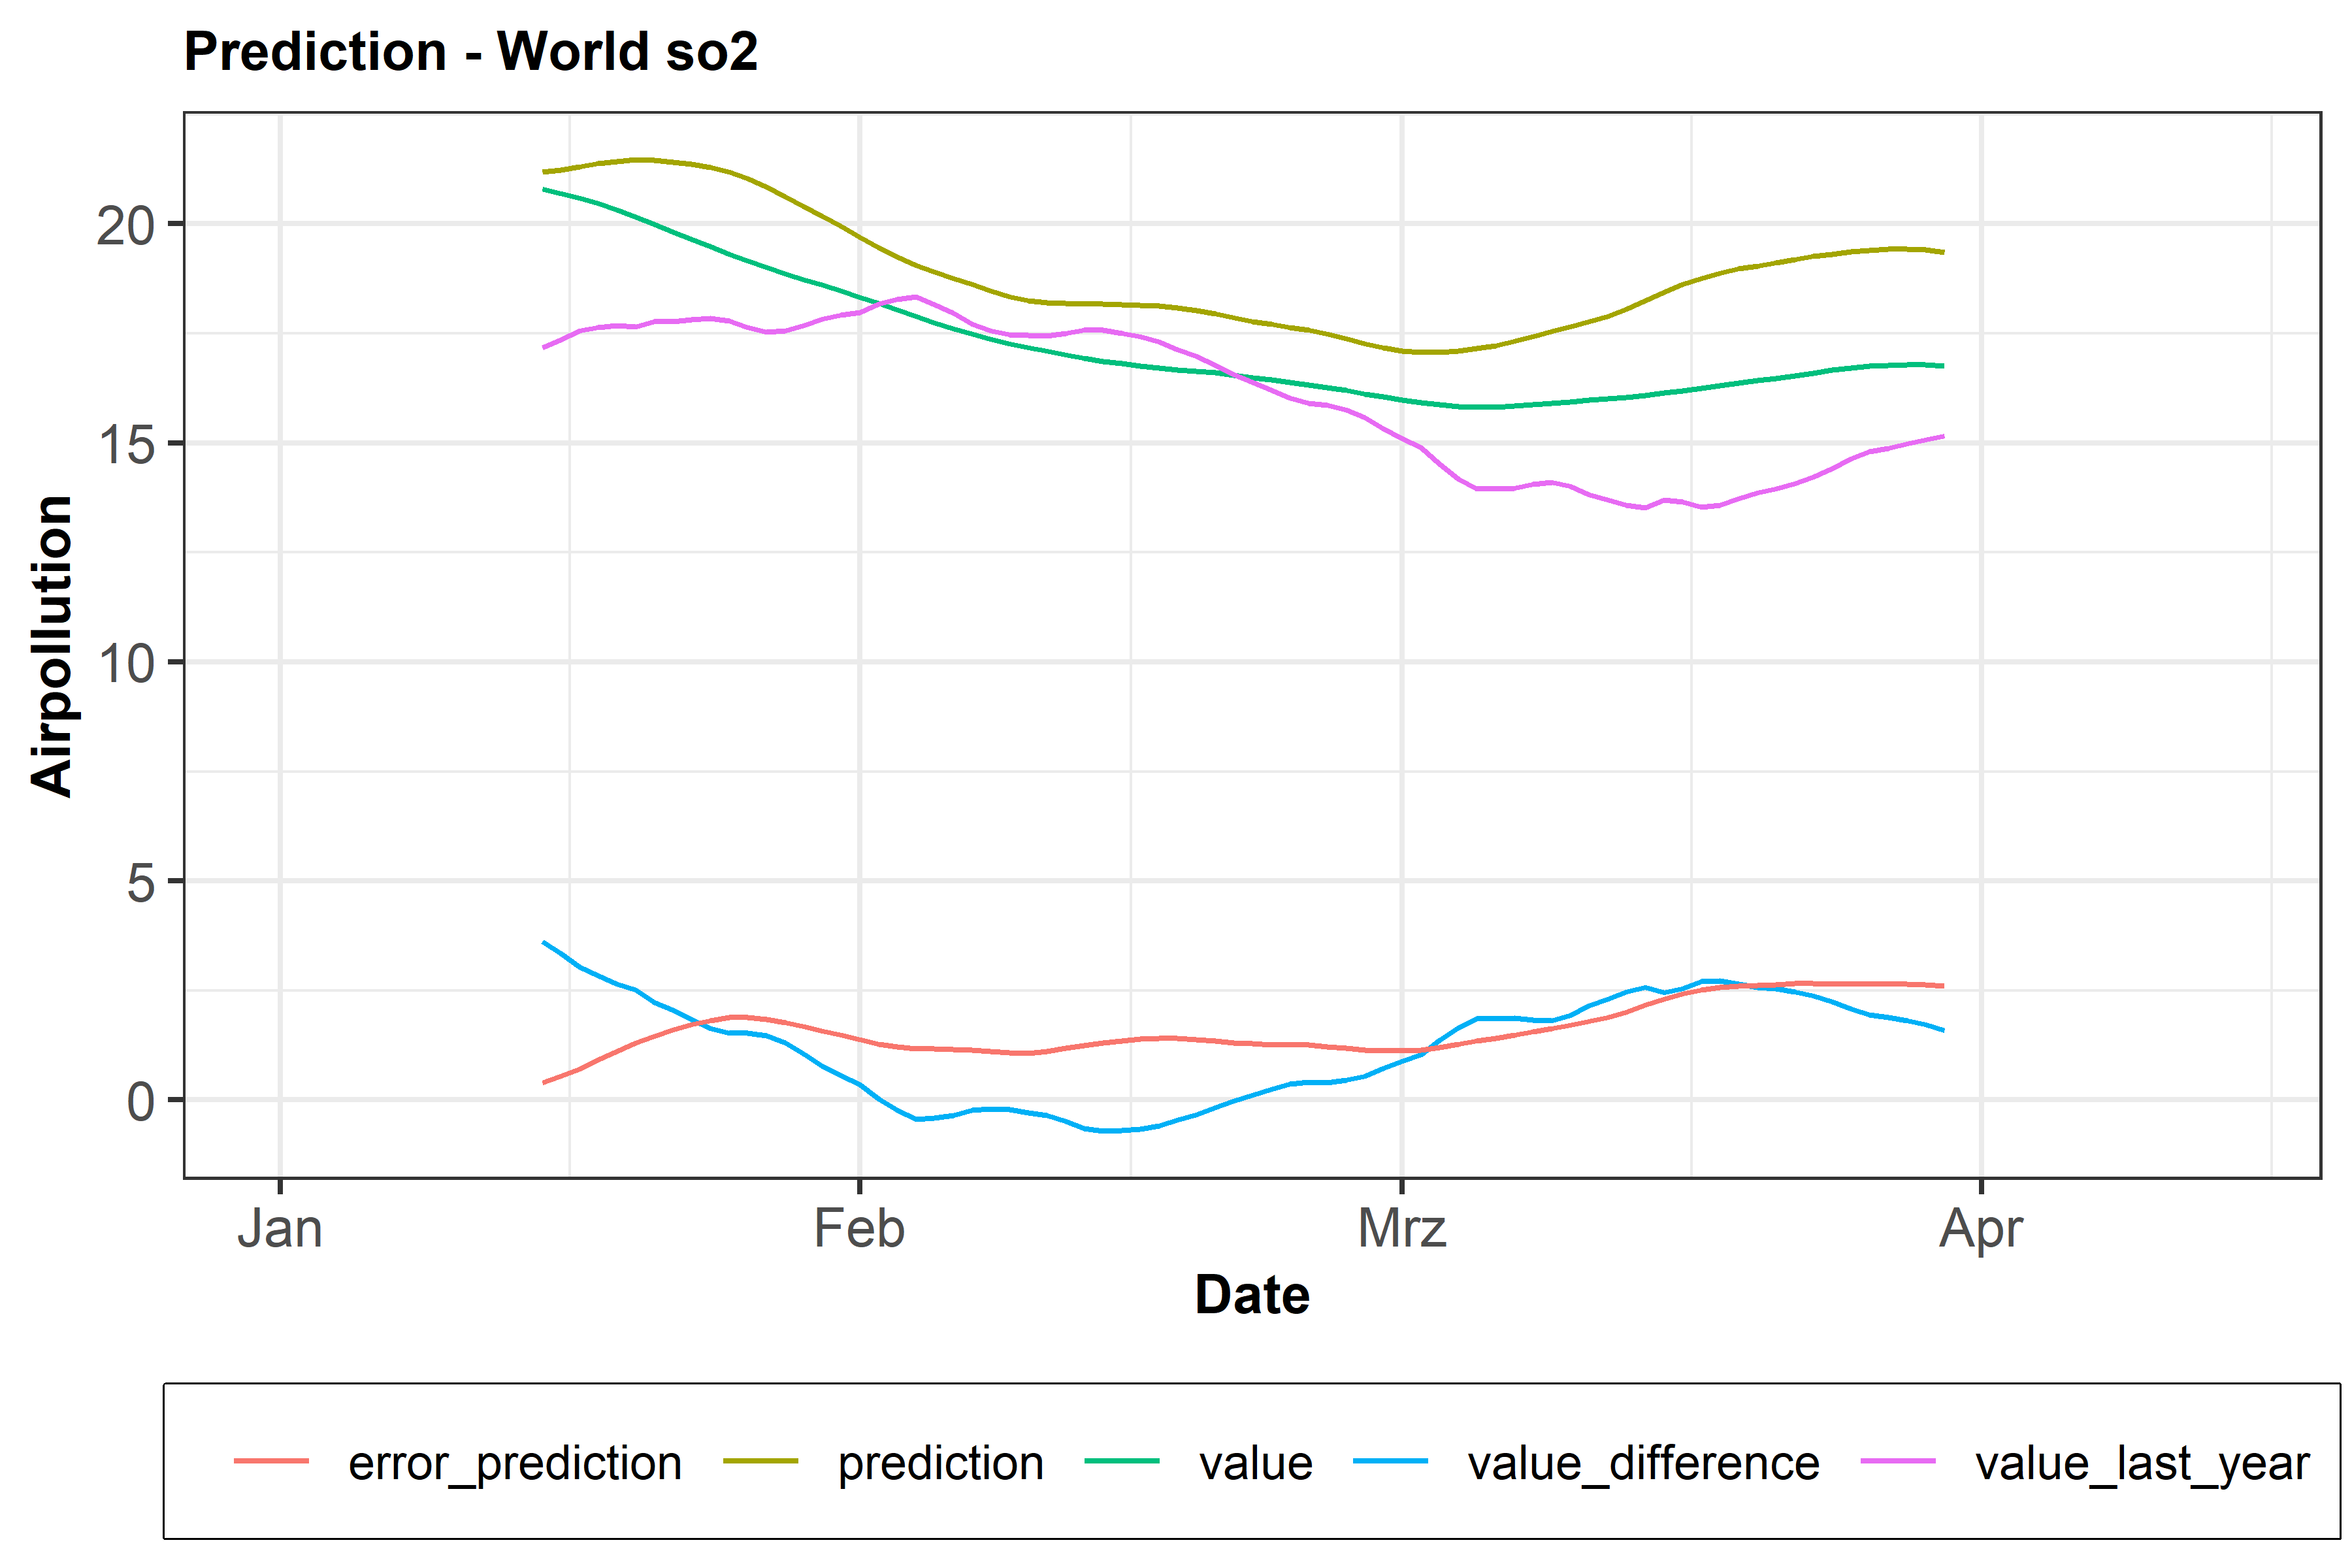 Prediction - World so2
Airpollution
20
15
10
5
0
Jan Feb Mrz Apr
Date
error_prediction prediction value value_difference value_last_year